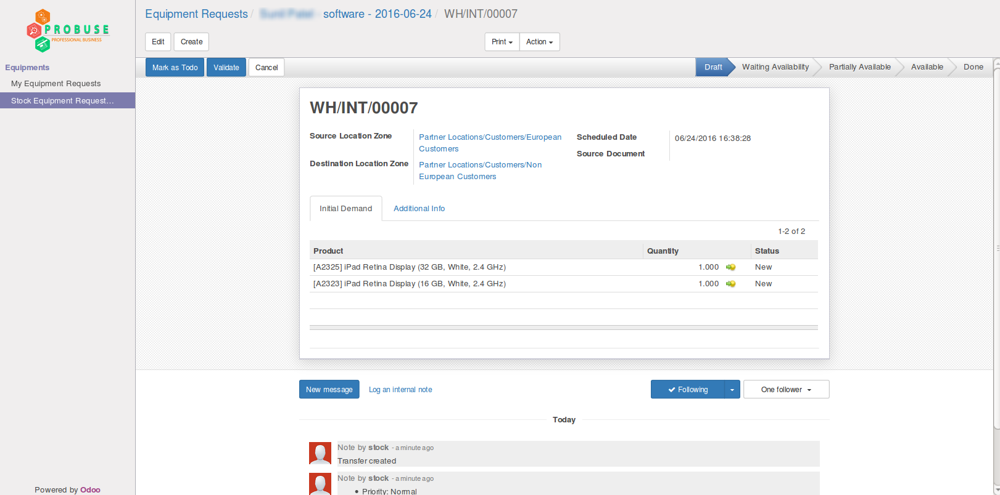 PROBUSE
PROFESSIONAL BUSINESS
Equipments
My Equipment Requests
Stock Equipment Request...
Powered by Odoo
Equipment Requests / software - 2016-06-24 / WH/INT/00007
Edit Create Print Action
Mark as Todo Validate Cancel Draft Waiting Availability Partially Available Available Done
WH/INT/00007
Source Location Zone
Partner Locations/Customers/European
Customers
Destination Location Zone
Partner Locations/Customers/Non
European Customers
Scheduled Date 06/24/2016 16:38:28
Source Document
Initial Demand Additional Info
1-2 of 2
Product Quantity Status
[A2325] iPad Retina Display (32 GB, White, 2.4 GHz) 1.000 New
[A2323] iPad Retina Display (16 GB, White, 2.4 GHz) 1.000 New
New message Log an internal note Following One follower
Today
Note by stock - a minute ago
Transfer created
Note by stock - a minute ago
• Priority: Normal